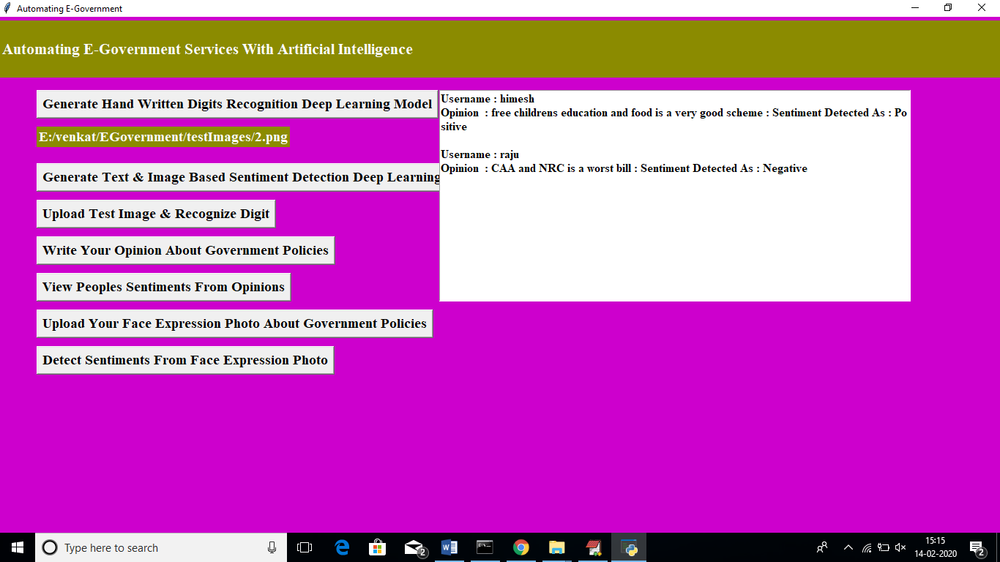 Automating E-Government
Automating E-Government Services With Artificial Intelligence
Generate Hand Written Digits Recognition Deep Learning Model
E:/venkat/EGovernment/testImages/2.png
Generate Text & Image Based Sentiment Detection Deep Learning
Upload Test Image & Recognize Digit
Write Your Opinion About Government Policies
View Peoples Sentiments From Opinions
Upload Your Face Expression Photo About Government Policies
Detect Sentiments From Face Expression Photo
Username : himesh
Opinion  : free childrens education and food is a very good scheme : Sentiment Detected As : Po
sitive
Username : raju
Opinion  : CAA and NRC is a worst bill : Sentiment Detected As : Negative
Type here to search
2
15:15
14-02-2020
2